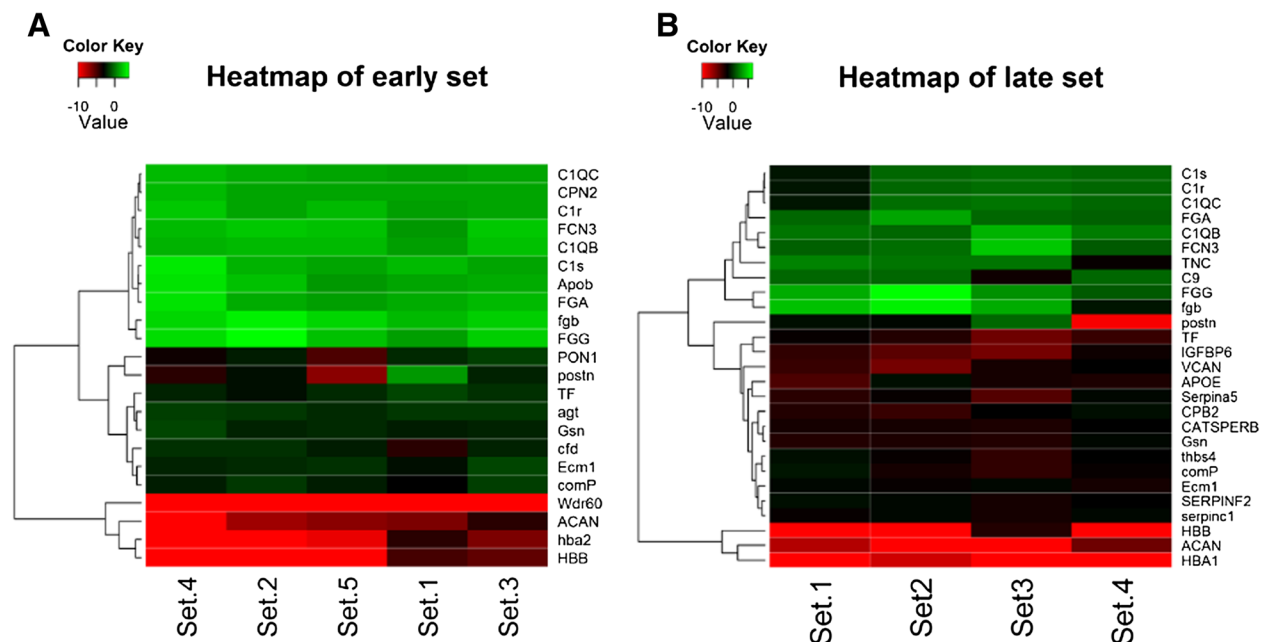 A
Color Key
-10 0
Value
Heatmap of early set
C1QC
CPN2
C1r
FCN3
C1QB
C1s
Apob
FGA
fgb
FGG
PON1
postn
TF
agt
Gsn
cfd
Ecm1
comP
Wdr60
ACAN
hba2
HBB
Set.4
Set.2
Set.5
Set.1
Set.3
B
Color Key
-10 0
Value
Heatmap of late set
C1s
C1r
C1QC
FGA
C1QB
FCN3
TNC
C9
FGG
fgb
postn
TF
IGFBP6
VCAN
APOE
Serpina5
CPB2
CATSPERB
Gsn
thbs4
comP
Ecm1
SERPINF2
serpinc1
HBB
ACAN
HBA1
Set.1
Set2
Set3
Set.4